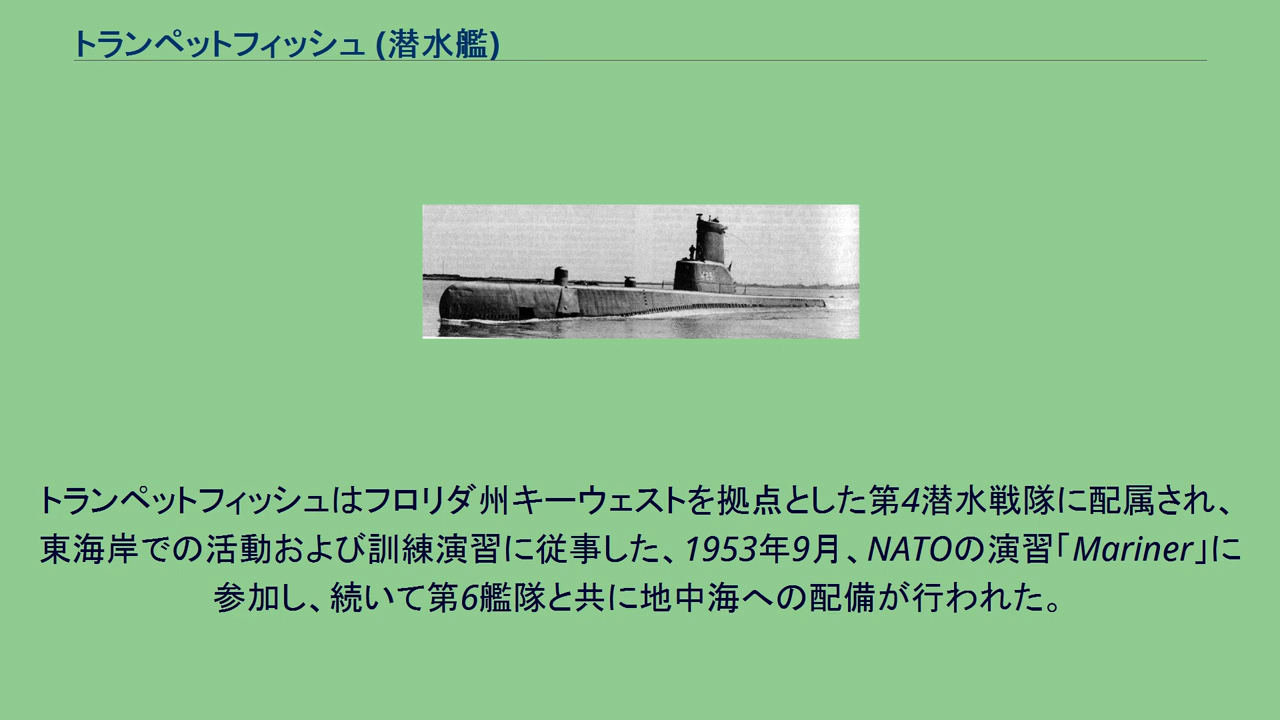 トランペットフィッシュ (潜水艦)
トランペットフィッシュはフロリダ州キーウェストを拠点とした第4潜水戦隊に配属され、
東海岸での活動および訓練演習に従事した、1953年9月、NATOの演習「Mariner」に
参加し、続いて第6艦隊と共に地中海への配備が行われた。